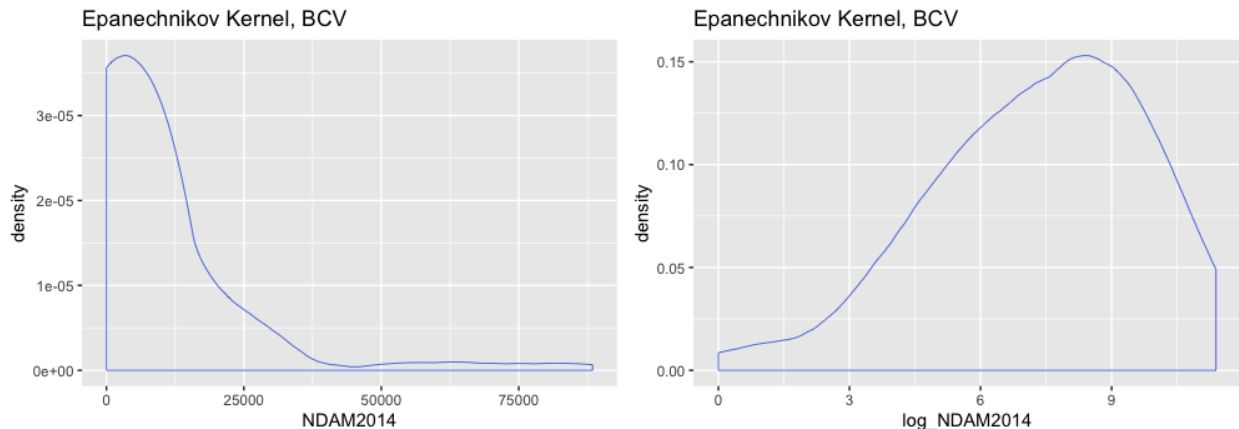 Epanechnikov Kernel, BCV
density
3e-05
2e-05
1e-05
0e+00
0 25000 50000 75000
NDAM2014
Epanechnikov Kernel, BCV
density
0.15
0.10
0.05
0.00
0 3 6 9
log_NDAM2014